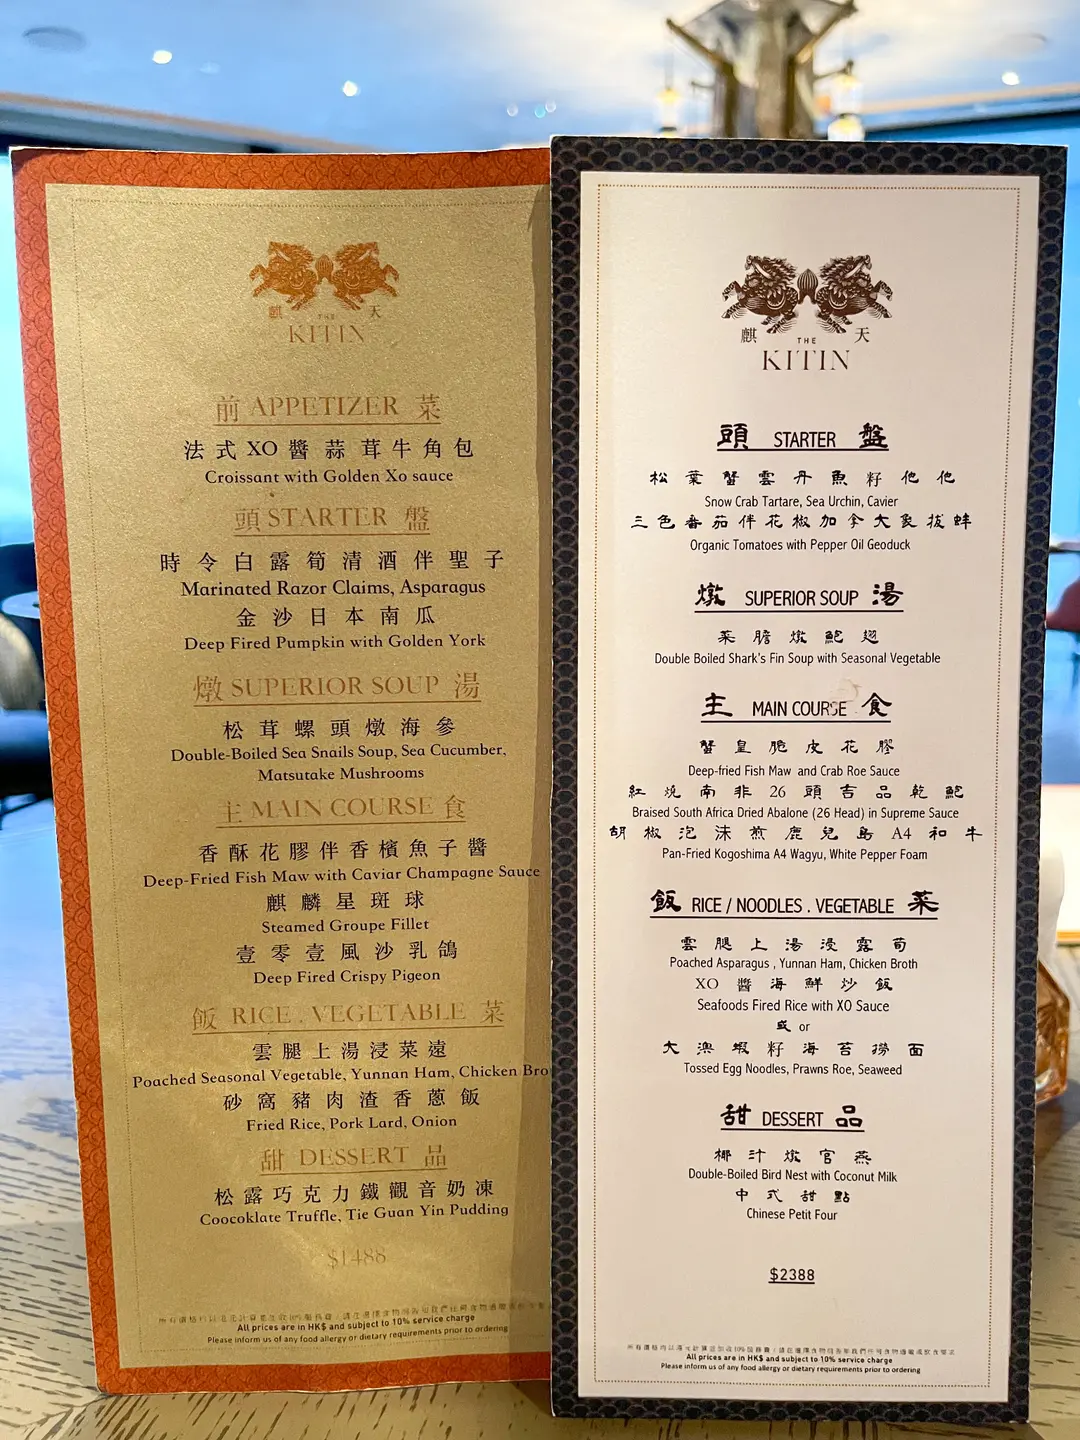 麒 天
THE
KITIN
前 APPETIZER 菜
法式XO醬蒜茸牛角包
Croissant with Golden Xo sauce
頭 STARTER 盤
時令白露筍清酒伴聖子
Marinated Razor Claims, Asparagus
金沙日本南瓜
Deep Fired Pumpkin with Golden York
燉 SUPERIOR SOUP 湯
松茸螺頭燉海參
Double-Boiled Sea Snails Soup, Sea Cucumber,
Matsutake Mushrooms
主 MAIN COURSE 食
香酥花膠伴香檳魚子醬
Deep-Fried Fish Maw with Caviar Champagne Sauce
麒麟星斑球
Steamed Groupe Fillet
壹零壹風沙乳鴿
Deep Fired Crispy Pigeon
飯 RICE . VEGETABLE 菜
雲腿上湯浸菜遠
Poached Seasonal Vegetable, Yunnan Ham, Chicken Bro
砂窩豬肉渣香蔥飯
Fried Rice, Pork Lard, Onion
甜 DESSERT 品
松露巧克力鐵觀音奶凍
Coocoklate Truffle, Tie Guan Yin Pudding
$1488
All prices are in HK$ and subject to 10% service charge
Please inform us of any food allergy or dietary requirements prior to ordering
麒 天
THE
KITIN
頭 STARTER 盤
松葉蟹雲丹魚籽他他
Snow Crab Tartare, Sea Urchin, Cavier
三色番茄伴花椒加拿大象拔蚌
Organic Tomatoes with Pepper Oil Geoduck
燉 SUPERIOR SOUP 湯
菜膽燉鮑翅
Double Boiled Shark's Fin Soup with Seasonal Vegetable
主 MAIN COURSE 食
蟹皇脆皮花膠
Deep-fried Fish Maw and Crab Roe Sauce
紅燒南非26頭吉品乾鮑
Braised South Africa Dried Abalone (26 Head) in Supreme Sauce
胡椒泡沫煎鹿兒島A4和牛
Pan-Fried Kogoshima A4 Wagyu, White Pepper Foam
飯 RICE / NOODLES . VEGETABLE 菜
雲腿上湯浸露荀
Poached Asparagus , Yunnan Ham, Chicken Broth
XO醬海鮮炒飯
Seafoods Fired Rice with XO Sauce
或 or
大澳蝦籽海苔撈面
Tossed Egg Noodles, Prawns Roe, Seaweed
甜 DESSERT 品
椰汁燉官燕
Double-Boiled Bird Nest with Coconut Milk
中式甜點
Chinese Petit Four
$2388
All prices are in HK$ and subject to 10% service charge
Please inform us of any food allergy or dietary requirements prior to ordering